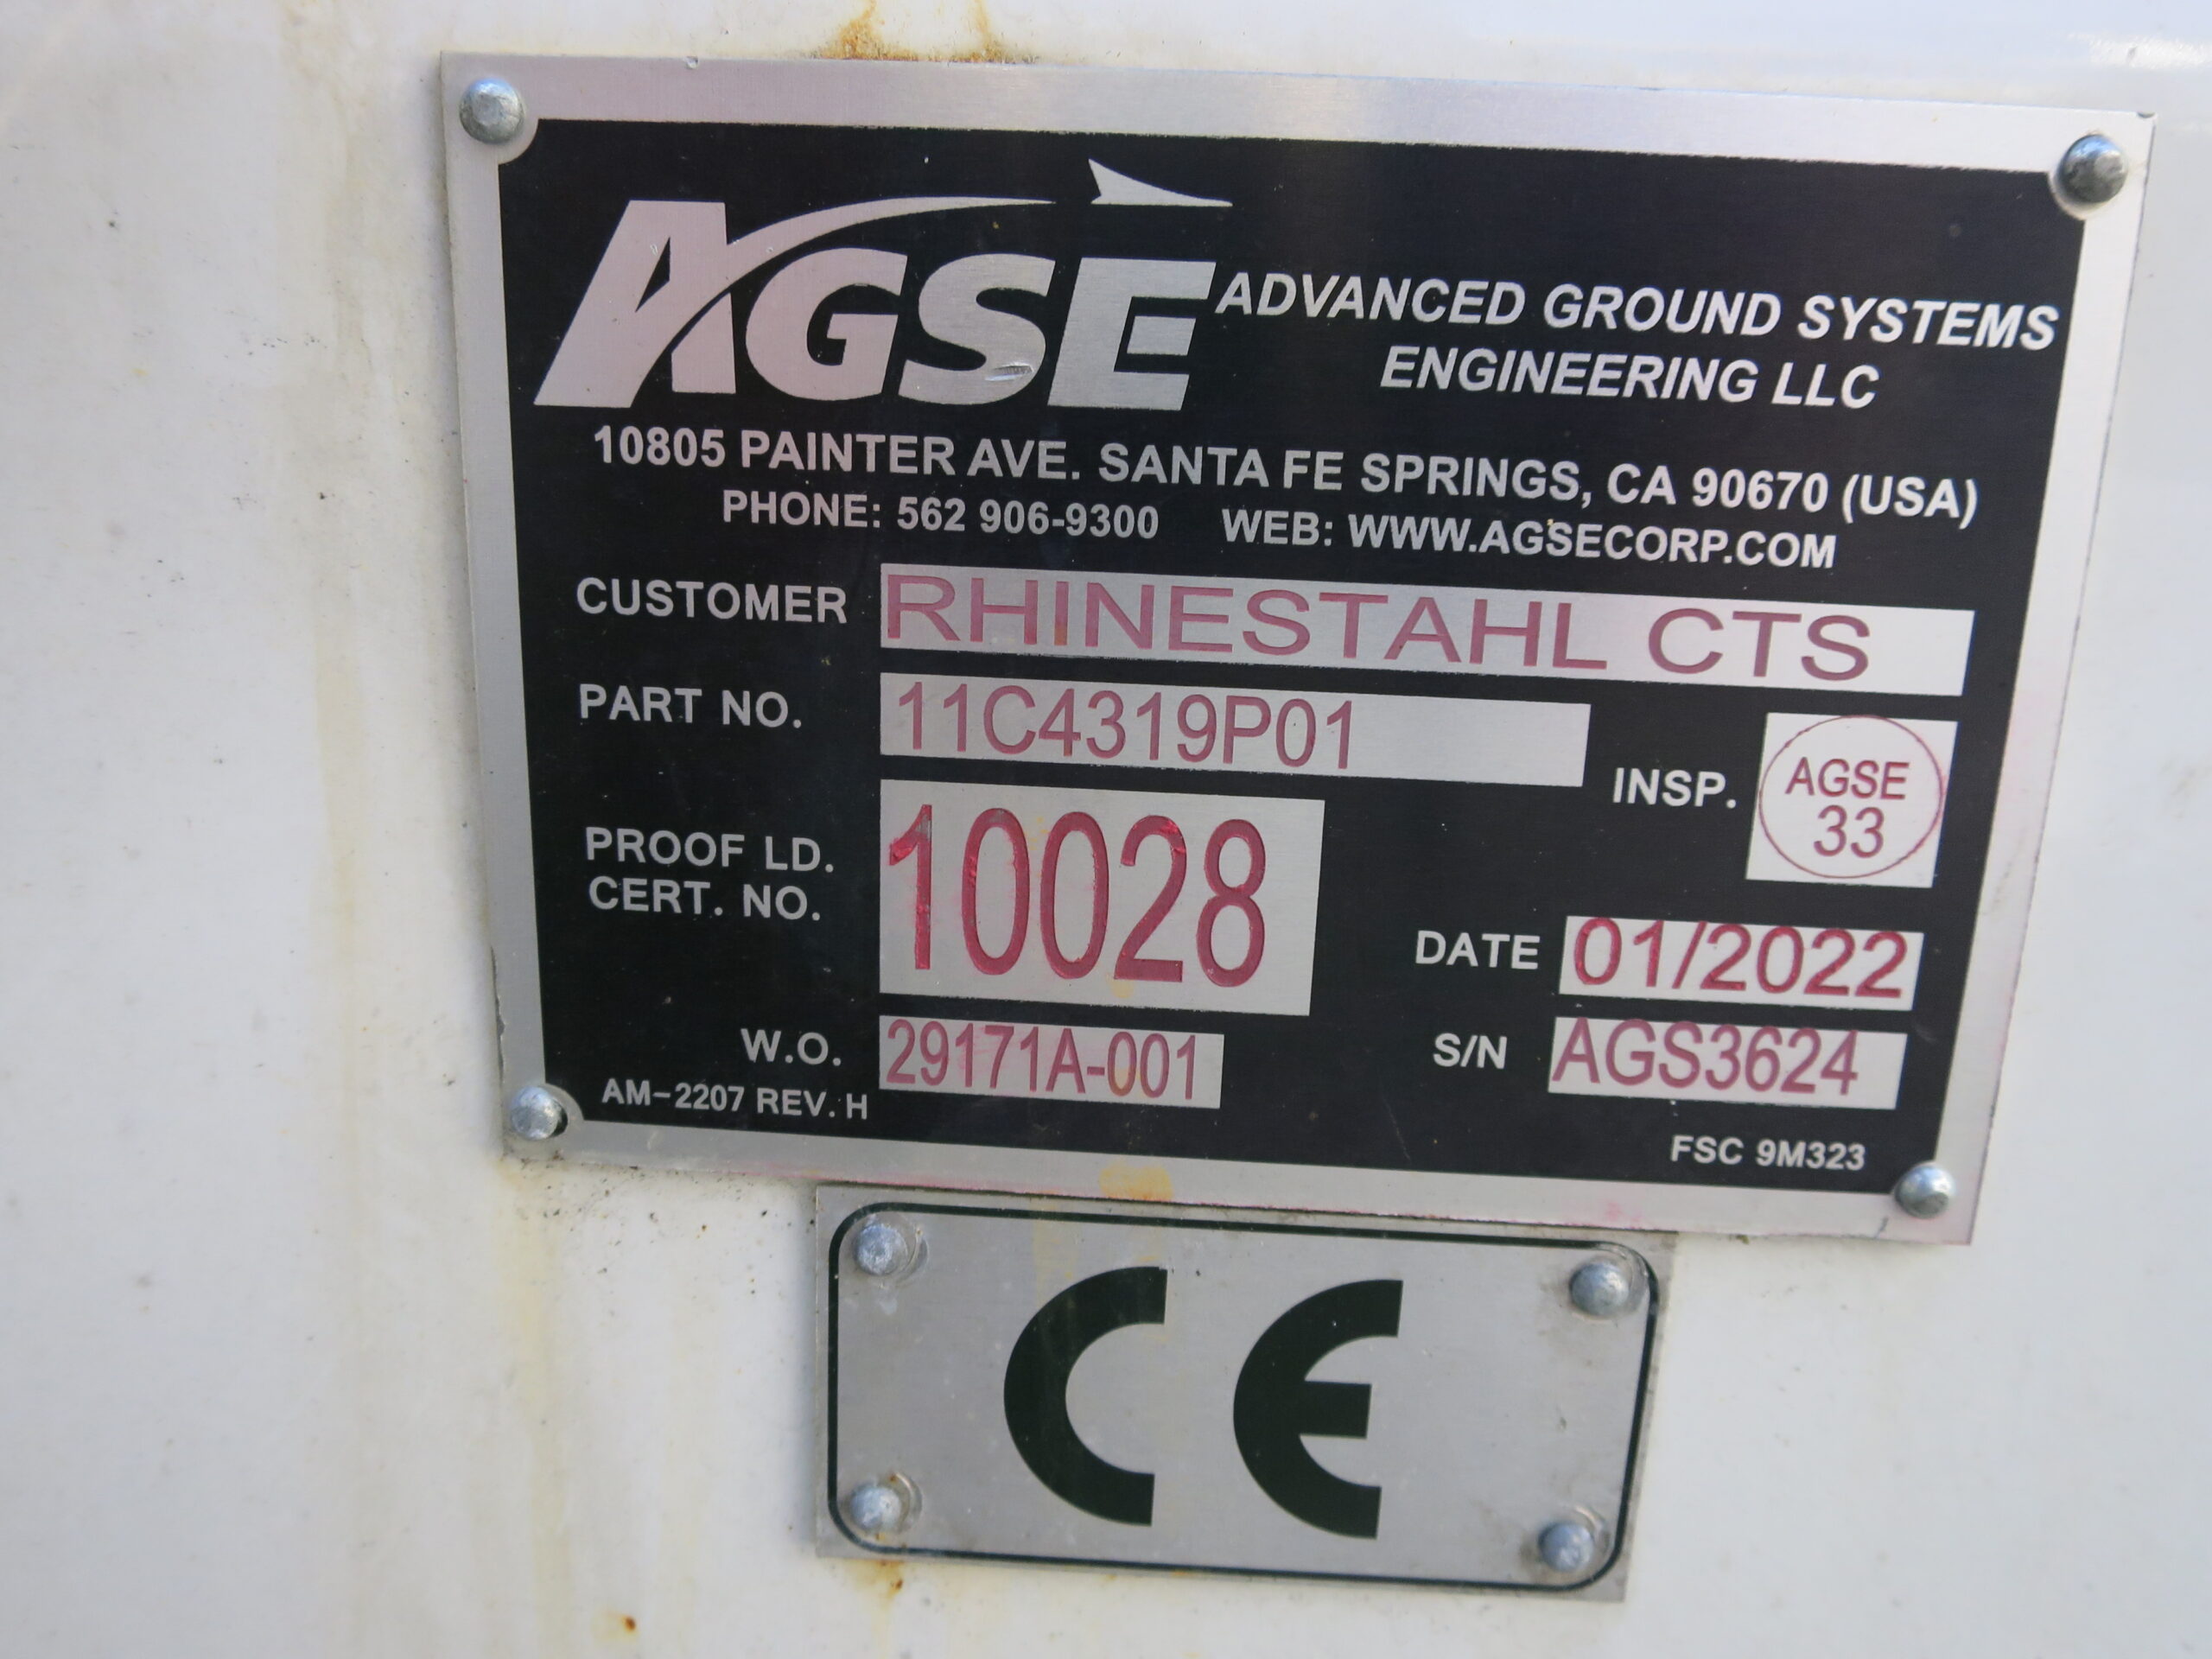 AGSE
ADVANCED GROUND SYSTEMS
ENGINEERING LLC
10805 PAINTER AVE. SANTA FE SPRINGS, CA 90670 (USA)
PHONE: 562 906-9300 WEB: WWW.AGSECORP.COM
CUSTOMER RHINESTAHL CTS
PART NO. 11C4319P01
INSP. AGSE
33
PROOF LD.
CERT. NO. 10028
DATE 01/2022
W.O. 29171A-001
S/N AGS3624
AM-2207 REV. H
FSC 9M323
CE